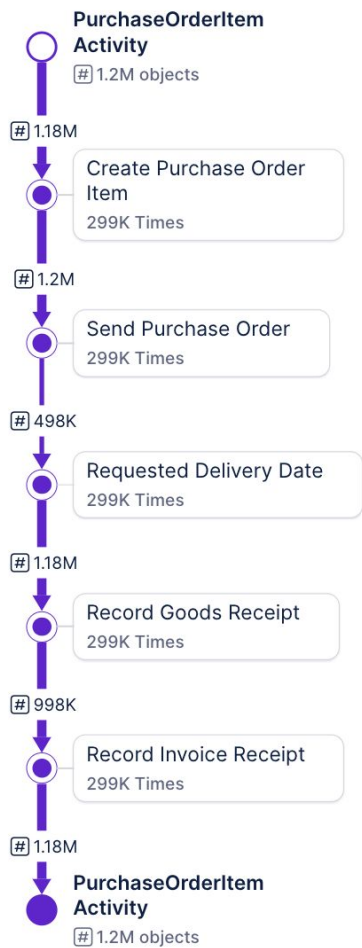 PurchaseOrderItem
Activity
# 1.2M objects
# 1.18M
Create Purchase Order
Item
299K Times
# 1.2M
Send Purchase Order
299K Times
# 498K
Requested Delivery Date
299K Times
# 1.18M
Record Goods Receipt
299K Times
# 998K
Record Invoice Receipt
299K Times
# 1.18M
PurchaseOrderItem
Activity
# 1.2M objects